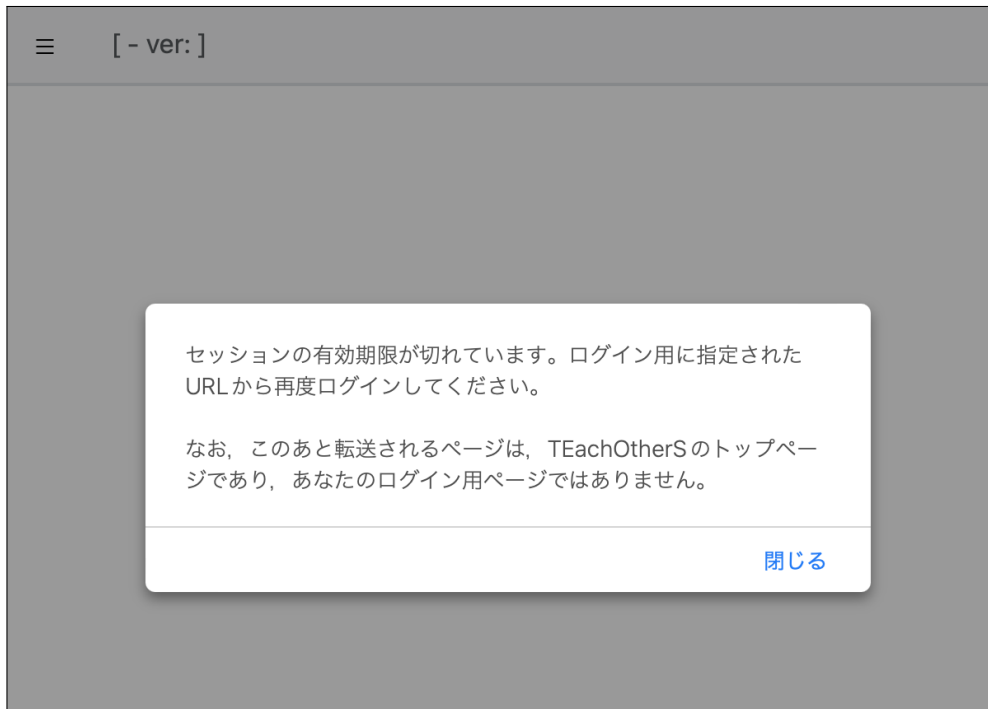 [ - ver: ]
セッションの有効期限が切れています。ログイン用に指定された
URLから再度ログインしてください。
なお，このあと転送されるページは，TEachOtherSのトップペー
ジであり，あなたのログイン用ページではありません。
閉じる